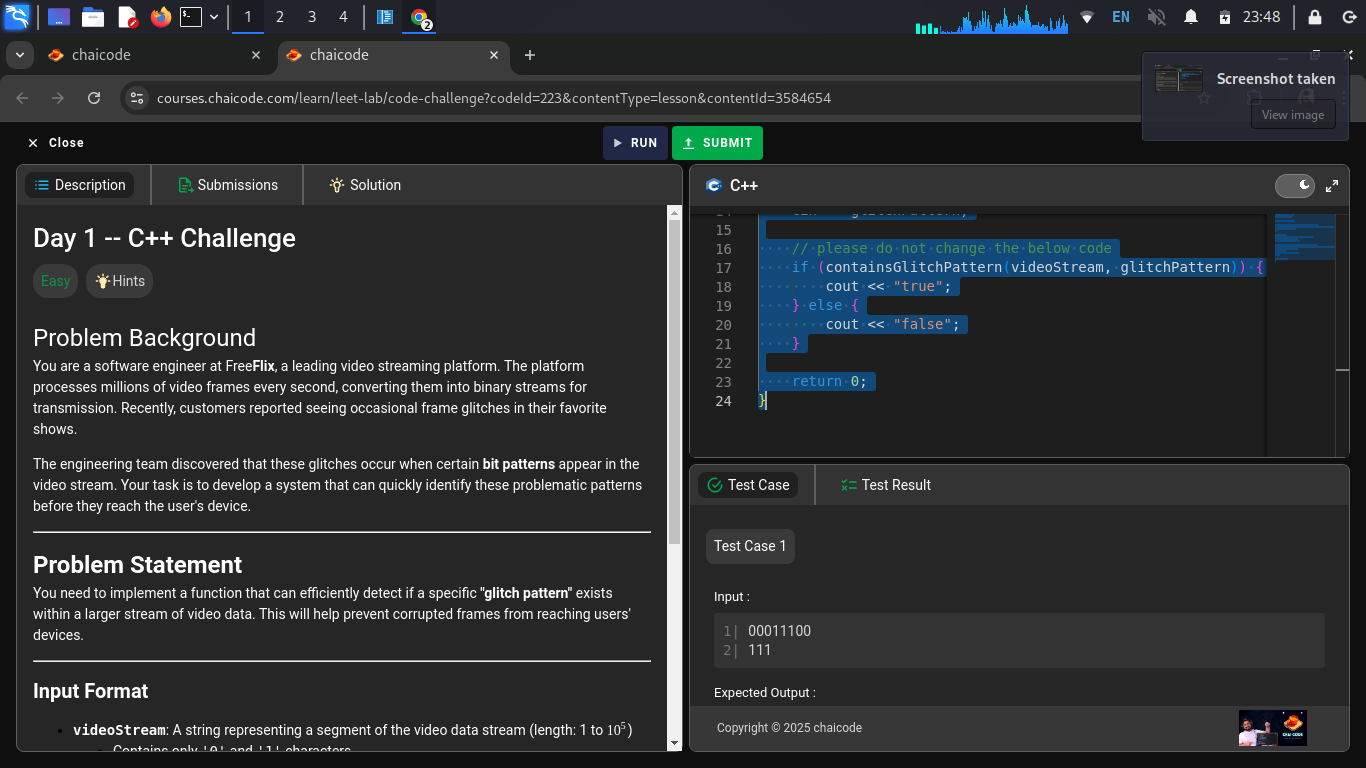 1
2
3
4
2
EN
23:48
chaicode
chaicode
courses.chaicode.com/learn/leet-lab/code-challenge?codeId=223&contentType=lesson&contentId=3584654
Screenshot taken
View image
Close
RUN
SUBMIT
Description
Submissions
Solution
Day 1 -- C++ Challenge
Easy
Hints
Problem Background
You are a software engineer at FreeFlix, a leading video streaming platform. The platform
processes millions of video frames every second, converting them into binary streams for
transmission. Recently, customers reported seeing occasional frame glitches in their favorite
shows.
The engineering team discovered that these glitches occur when certain bit patterns appear in the
video stream. Your task is to develop a system that can quickly identify these problematic patterns
before they reach the user's device.
Problem Statement
You need to implement a function that can efficiently detect if a specific "glitch pattern" exists
within a larger stream of video data. This will help prevent corrupted frames from reaching users'
devices.
Input Format
videoStream: A string representing a segment of the video data stream (length: 1 to 10^5)
Contains only '0' and '1' characters
C++
15
16 // please do not change the below code
17 if (containsGlitchPattern(videoStream, glitchPattern)) {
18 cout << "true";
19 } else {
20 cout << "false";
21 }
22
23 return 0;
24 }
Test Case
Test Result
Test Case 1
Input :
1| 00011100
2| 111
Expected Output :
Copyright © 2025 chaicode